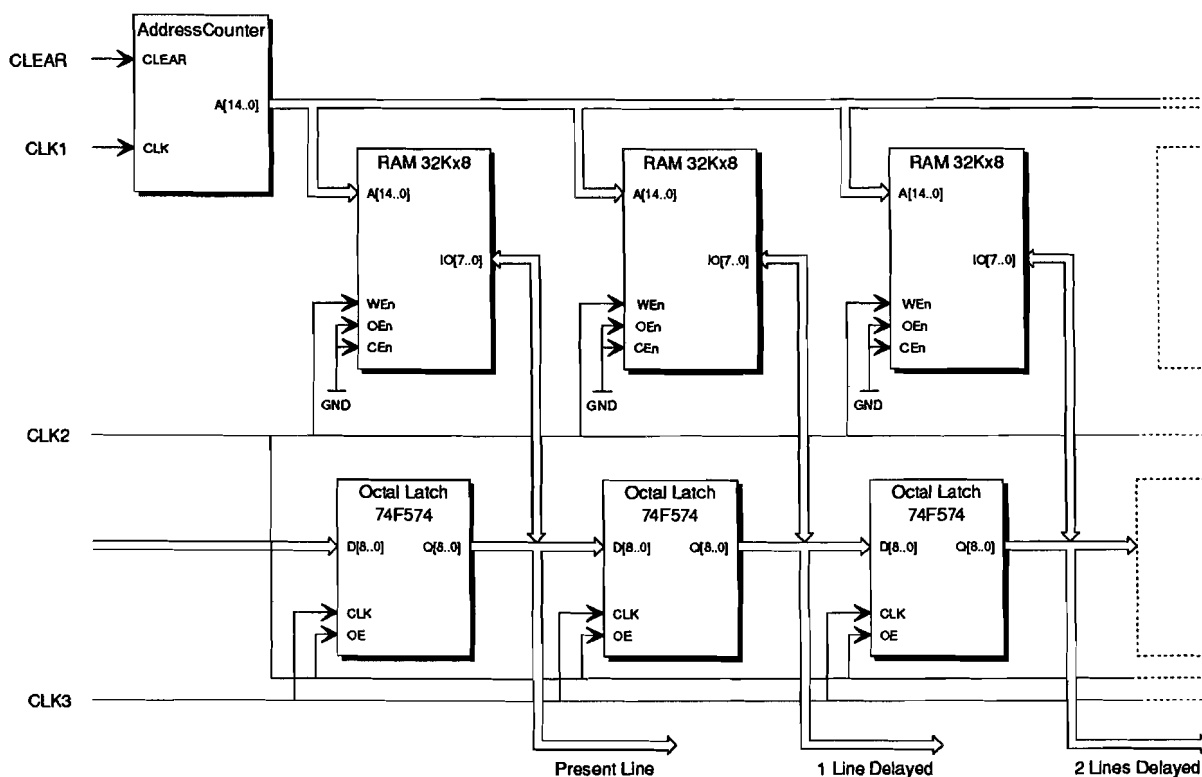 AddressCounter
CLEAR
CLEAR
A[14..0]
CLK1
CLK
RAM 32Kx8
RAM 32Kx8
RAM 32Kx8
A[14..0]
A[14..0]
A[14..0]
IO[7..0]
IO[7..0]
IO[7..0]
WEn
WEn
WEn
OEn
OEn
OEn
CEn
CEn
CEn
GND
GND
GND
CLK2
Octal Latch
74F574
Octal Latch
74F574
Octal Latch
74F574
D[8..0]
Q[8..0]
D[8..0]
Q[8..0]
D[8..0]
Q[8..0]
CLK
CLK
CLK
OE
OE
OE
CLK3
Present Line
1 Line Delayed
2 Lines Delayed